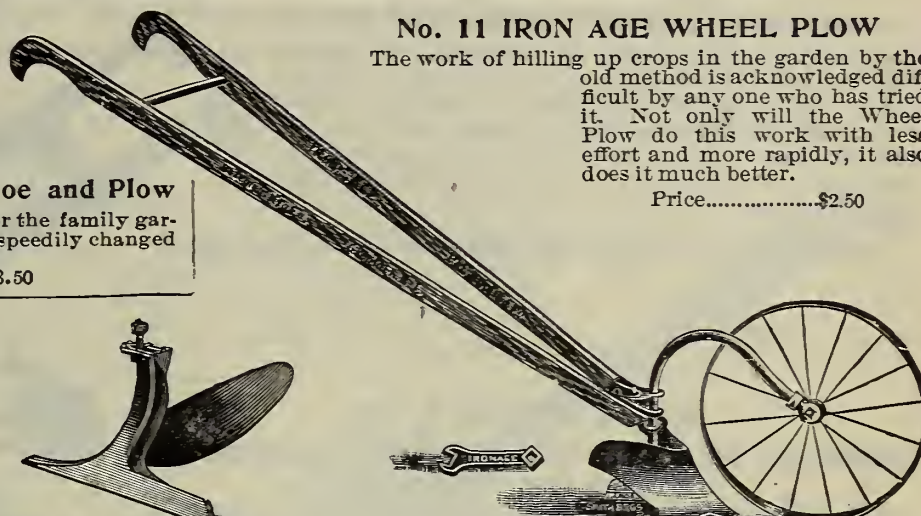 No. 11 IRON AGE WHEEL PLOW
The work of hilling up crops in the garden by the
old method is acknowledged dif
ficult by any one who has tried
it. Not only will the Whee
Plow do this work with less
effort and more rapidly, it also
does it much better.
Price.................$2.50
oe and Plow
r the family gar-
speedily changed
3.50
IRON AGE